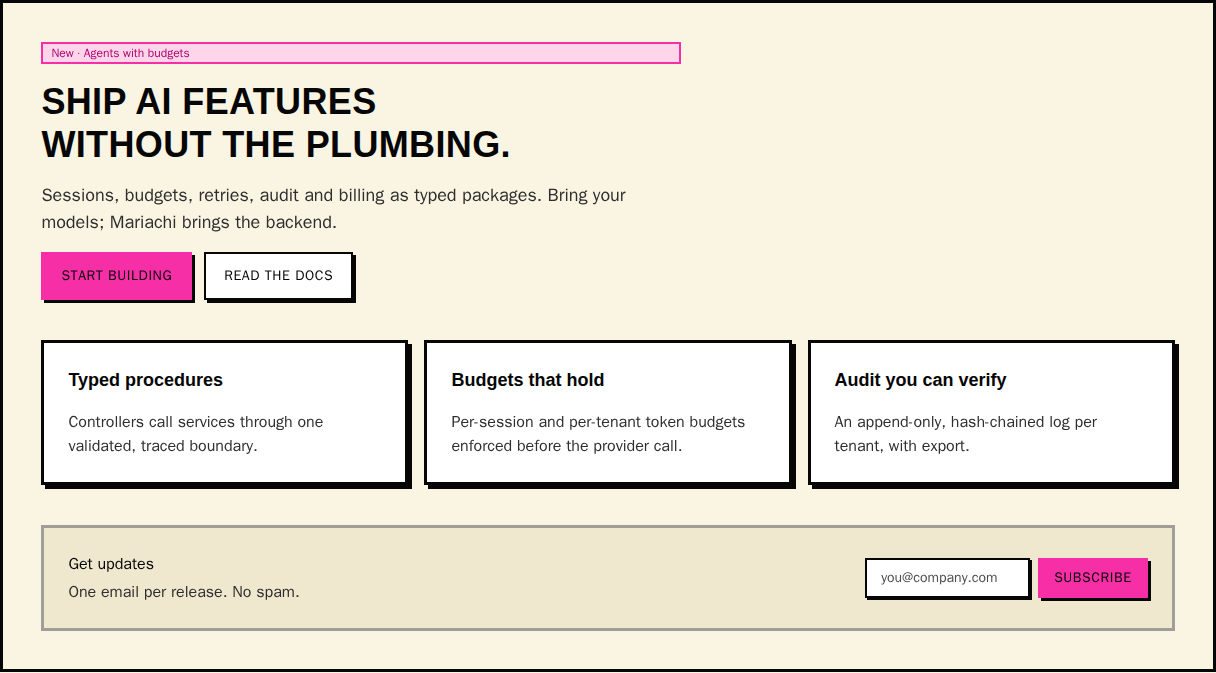 New · Agents with budgets
SHIP AI FEATURES
WITHOUT THE PLUMBING.
Sessions, budgets, retries, audit and billing as typed packages. Bring your
models; Mariachi brings the backend.
START BUILDING
READ THE DOCS
Typed procedures
Controllers call services through one
validated, traced boundary.
Budgets that hold
Per-session and per-tenant token budgets
enforced before the provider call.
Audit you can verify
An append-only, hash-chained log per
tenant, with export.
Get updates
One email per release. No spam.
you@company.com
SUBSCRIBE